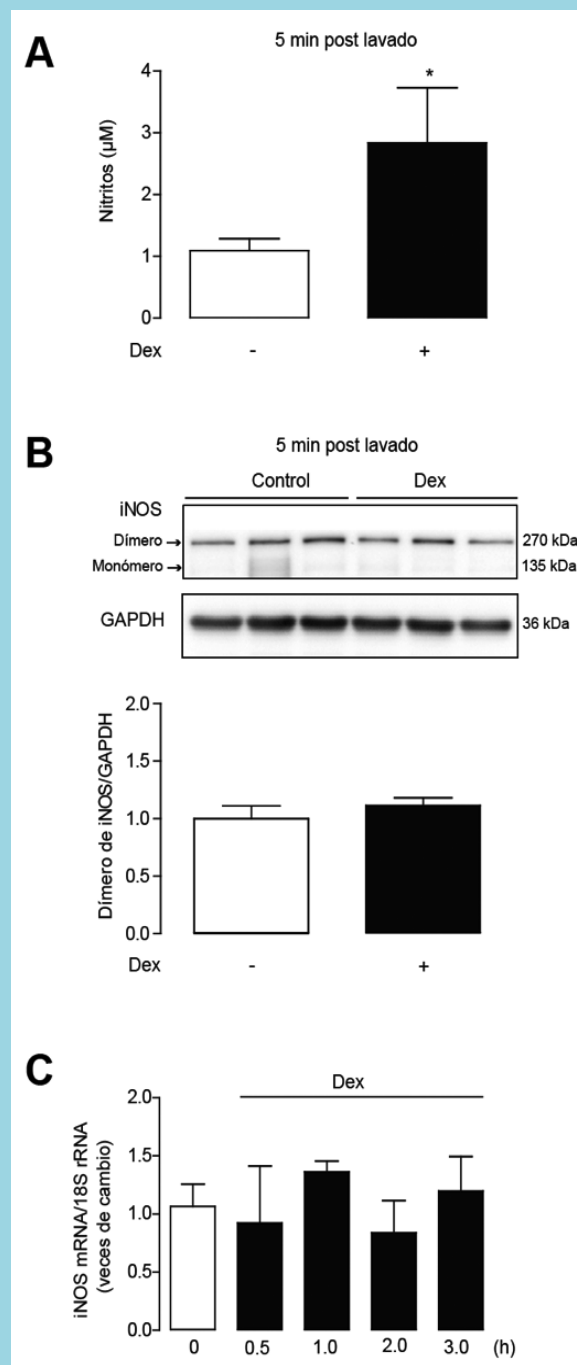 A
5 min post lavado
Nitritos (µM)
4
3
2
1
0
*
Dex - +
B
5 min post lavado
Control Dex
iNOS
Dímero → 270 kDa
Monómero → 135 kDa
GAPDH 36 kDa
Dímero de iNOS/GAPDH
2.0
1.5
1.0
0.5
0.0
Dex - +
C
Dex
iNOS mRNA/18S rRNA
(veces de cambio)
2.0
1.5
1.0
0.5
0.0
0 0.5 1.0 2.0 3.0 (h)